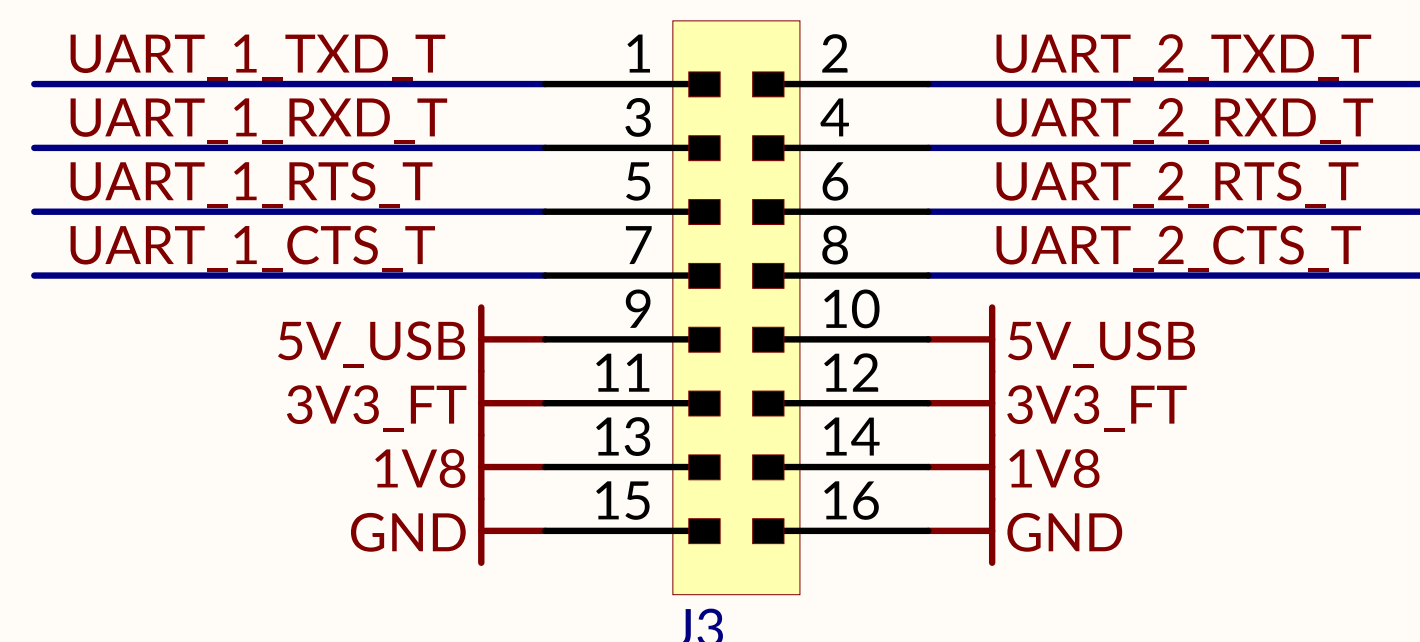 UART_1_TXD_T 1 2 UART_2_TXD_T
UART_1_RXD_T 3 4 UART_2_RXD_T
UART_1_RTS_T 5 6 UART_2_RTS_T
UART_1_CTS_T 7 8 UART_2_CTS_T
5V_USB 9 10 5V_USB
3V3_FT 11 12 3V3_FT
1V8 13 14 1V8
GND 15 16 GND
J3